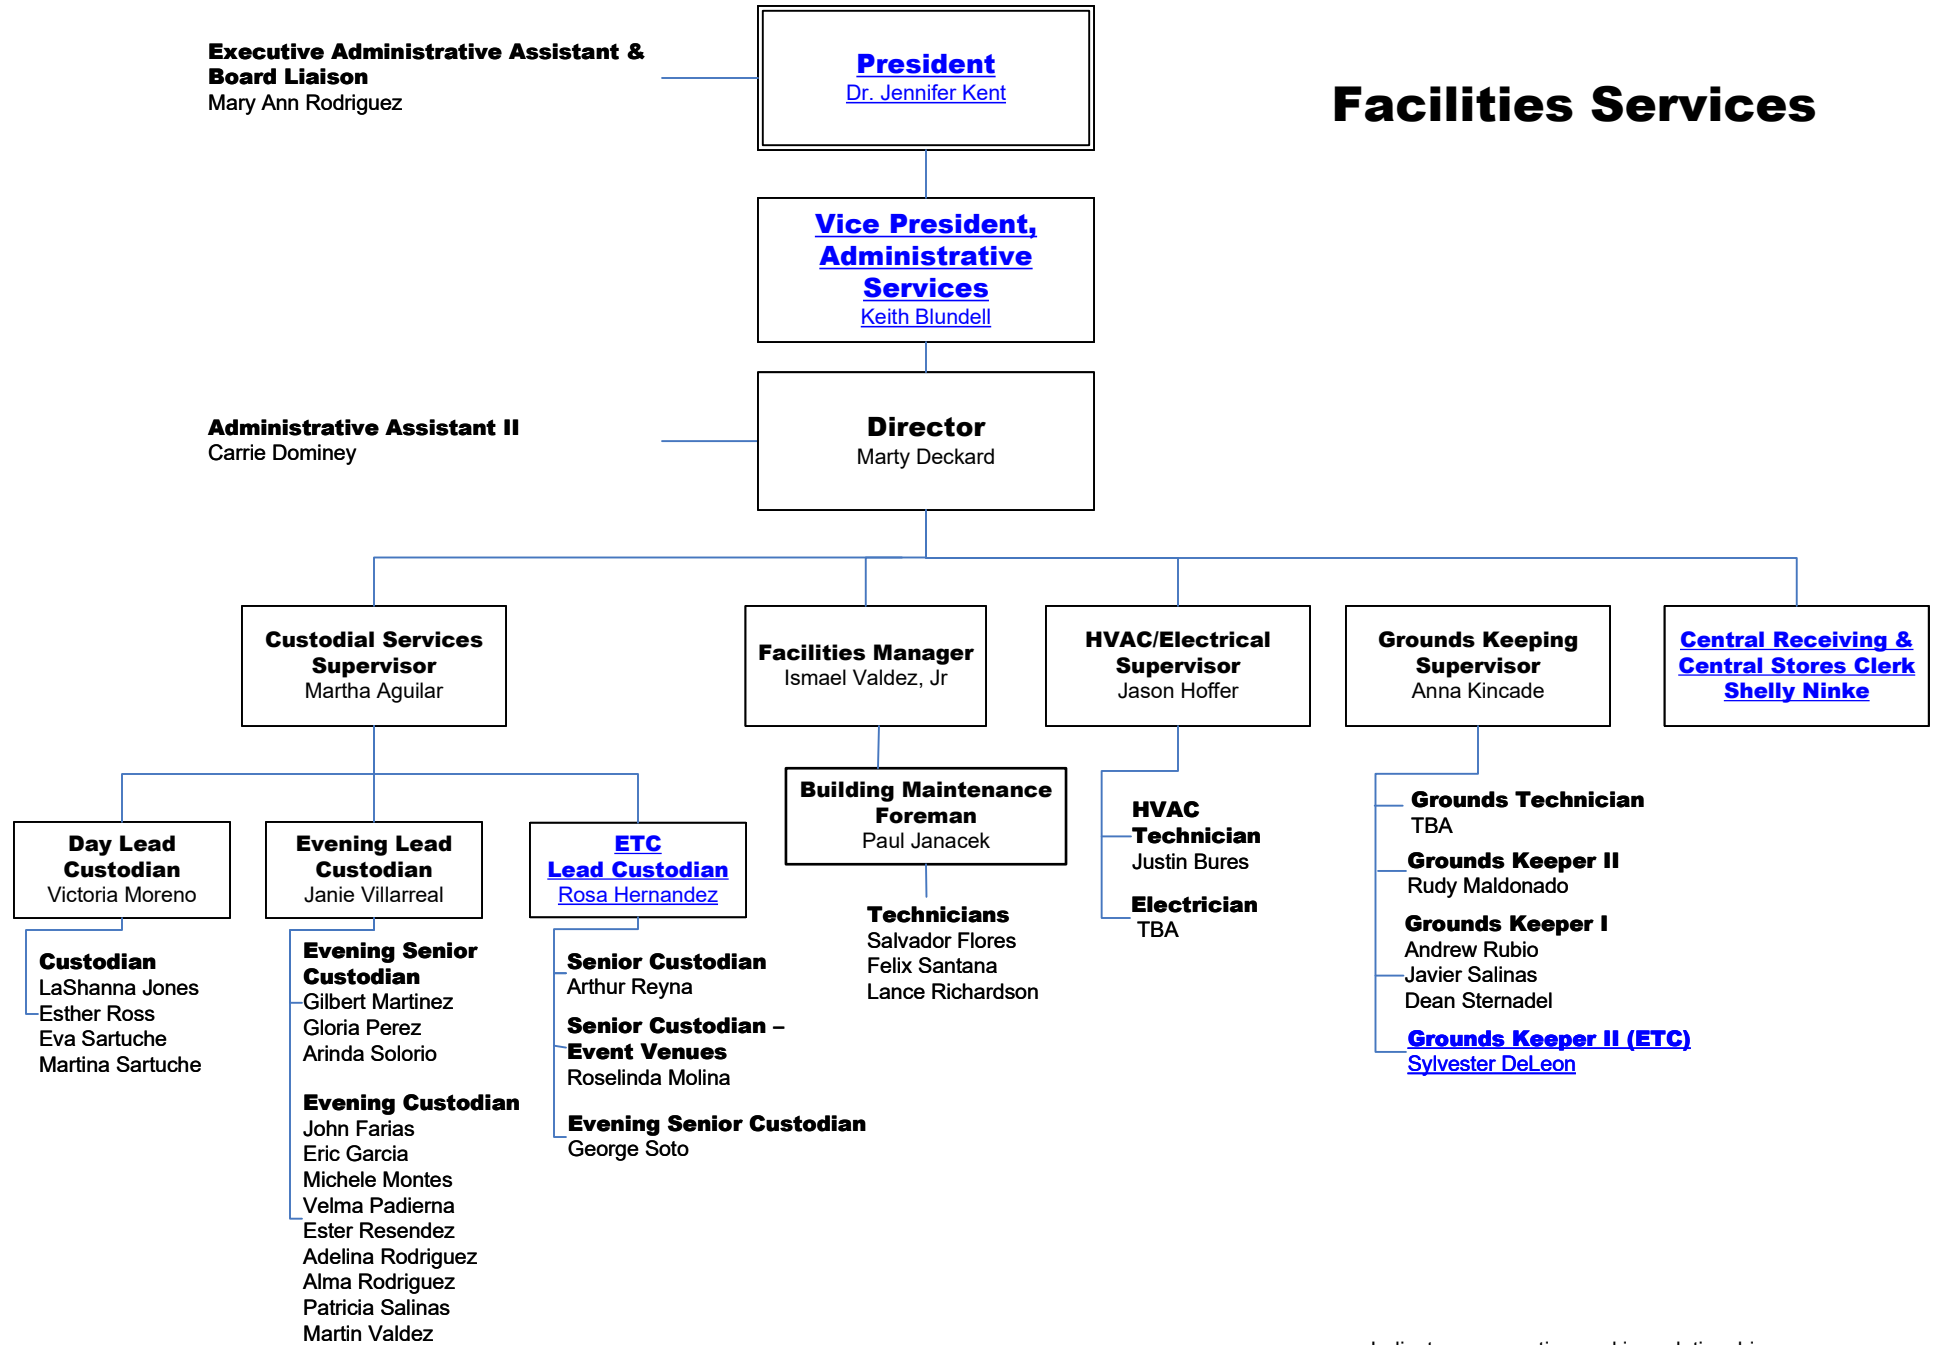 Executive Administrative Assistant &
Board Liaison
Mary Ann Rodriguez
President
Dr. Jennifer Kent
Facilities Services
Vice President,
Administrative
Services
Keith Blundell
Administrative Assistant II
Carrie Dominey
Director
Marty Deckard
Custodial Services
Supervisor
Martha Aguilar
Facilities Manager
Ismael Valdez, Jr
HVAC/Electrical
Supervisor
Jason Hoffer
Grounds Keeping
Supervisor
Anna Kincade
Central Receiving &
Central Stores Clerk
Shelly Ninke
Day Lead
Custodian
Victoria Moreno
Custodian
LaShanna Jones
Esther Ross
Eva Sartuche
Martina Sartuche
Evening Lead
Custodian
Janie Villarreal
Evening Senior
Custodian
Gilbert Martinez
Gloria Perez
Arinda Solorio
Evening Custodian
John Farias
Eric Garcia
Michele Montes
Velma Padierna
Ester Resendez
Adelina Rodriguez
Alma Rodriguez
Patricia Salinas
Martin Valdez
ETC
Lead Custodian
Rosa Hernandez
Senior Custodian
Arthur Reyna
Senior Custodian –
Event Venues
Roselinda Molina
Evening Senior Custodian
George Soto
Building Maintenance
Foreman
Paul Janacek
Technicians
Salvador Flores
Felix Santana
Lance Richardson
HVAC
Technician
Justin Bures
Electrician
TBA
Grounds Technician
TBA
Grounds Keeper II
Rudy Maldonado
Grounds Keeper I
Andrew Rubio
Javier Salinas
Dean Sternadel
Grounds Keeper II (ETC)
Sylvester DeLeon